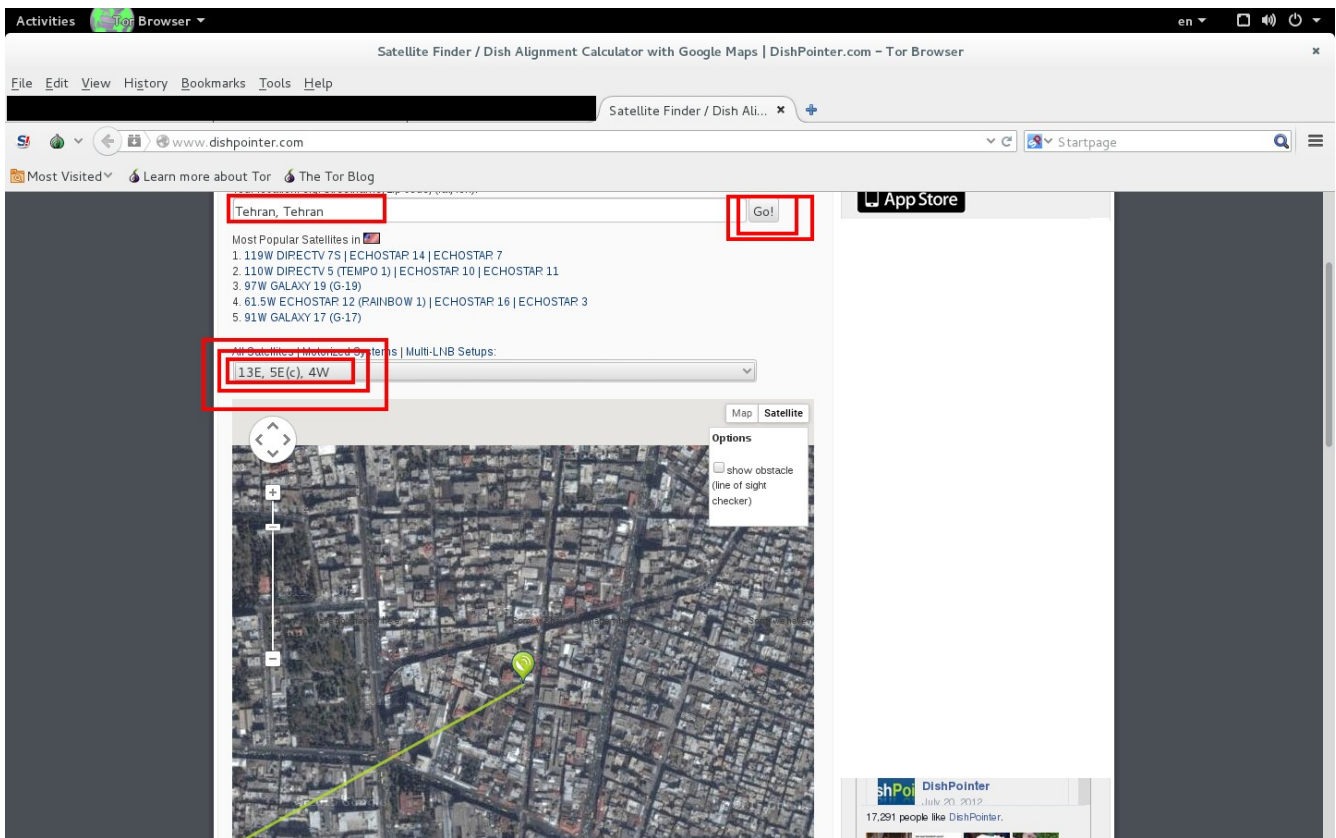 Activities Tor Browser en
Satellite Finder / Dish Alignment Calculator with Google Maps | DishPointer.com – Tor Browser ×
File Edit View History Bookmarks Tools Help
Satellite Finder / Dish Ali... ×
www.dishpointer.com Startpage
Most Visited Learn more about Tor The Tor Blog
App Store
Tehran, Tehran Go!
Most Popular Satellites in
1. 119W DIRECTV 7S | ECHOSTAR 14 | ECHOSTAR 7
2. 110W DIRECTV 5 (TEMPO 1) | ECHOSTAR 10 | ECHOSTAR 11
3. 97W GALAXY 19 (G-19)
4. 61.5W ECHOSTAR 12 (RAINBOW 1) | ECHOSTAR 16 | ECHOSTAR 3
5. 91W GALAXY 17 (G-17)
All Satellites | Motorized Systems | Multi-LNB Setups:
13E, 5E(c), 4W
Map Satellite
Options
show obstacle
(line of sight
checker)
shPoi DishPointer
July 20, 2012
17,291 people like DishPointer.